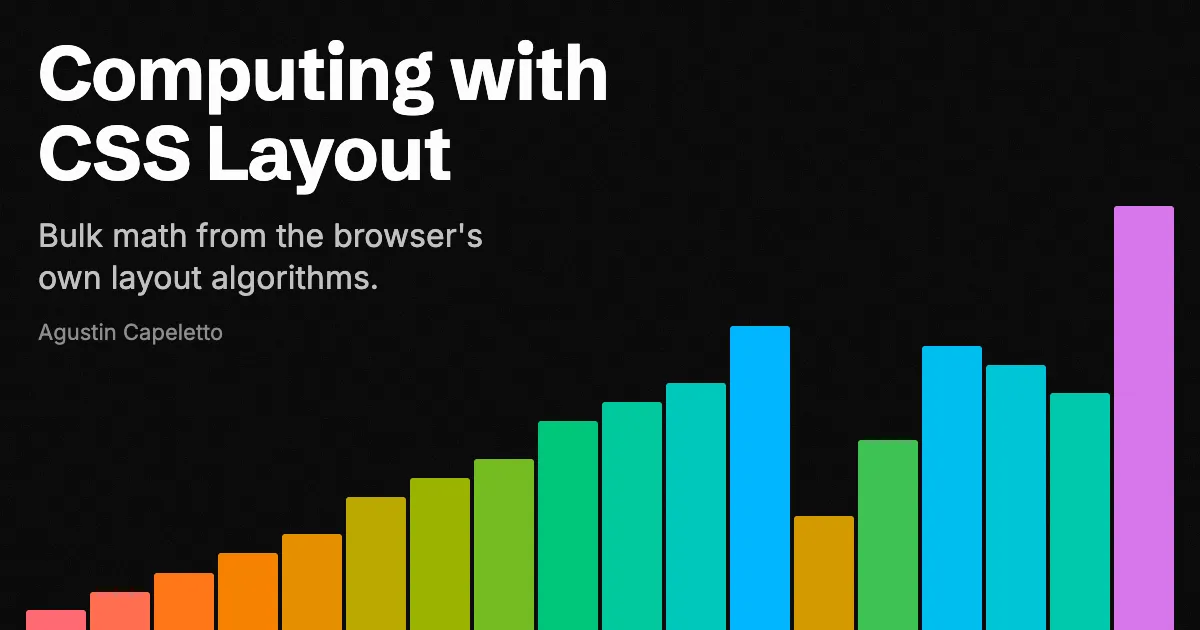 Computing with
CSS Layout
Bulk math from the browser's
own layout algorithms.
Agustin Capeletto